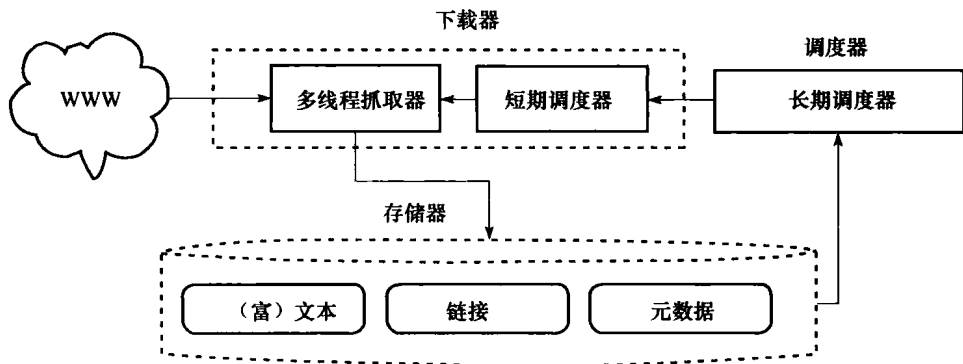 下载器
调度器
WWW
多线程抓取器
短期调度器
长期调度器
存储器
（富）文本
链接
元数据